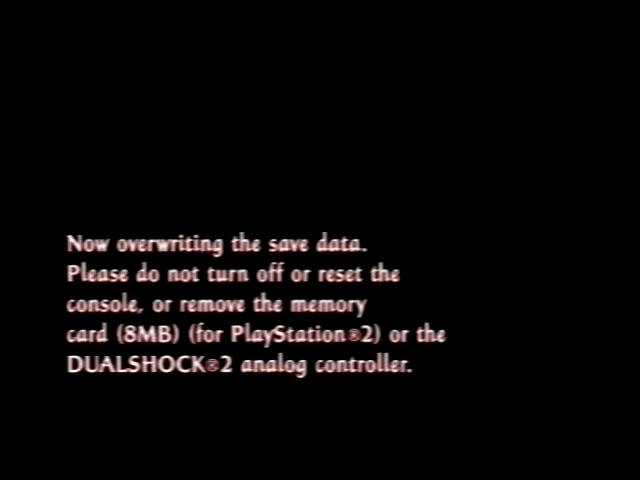 Now overwriting the save data.
Please do not turn off or reset the
console, or remove the memory
card (8MB) (for PlayStation®2) or the
DUALSHOCK®2 analog controller.